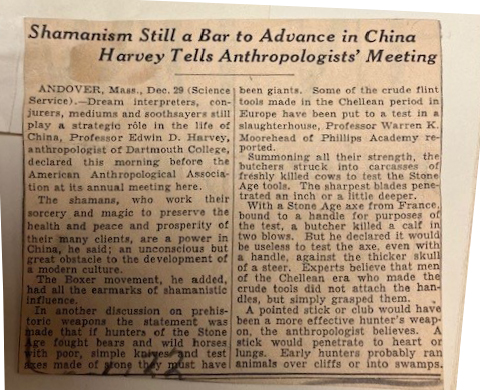 Shamanism Still a Bar to Advance in China
Harvey Tells Anthropologists' Meeting
ANDOVER, Mass., Dec. 29 (Science
Service).—Dream interpreters, con-
jurers, mediums and soothsayers still
play a strategic rôle in the life of
China, Professor Edwin D. Harvey,
anthropologist of Dartmouth College,
declared this morning before the
American Anthropological Associa-
tion at its annual meeting here.
The shamans, who work their
sorcery and magic to preserve the
health and peace and prosperity of
their many clients, are a power in
China, he said; an unconscious but
great obstacle to the development of
a modern culture.
The Boxer movement, he added,
had all the earmarks of shamanistic
influence.
In another discussion on prehis-
toric weapons the statement was
made that if hunters of the Stone
Age fought bears and wild horses
with poor, simple knives and test
axes made of stone they must have
been giants. Some of the crude flint
tools made in the Chellean period in
Europe have been put to a test in a
slaughterhouse, Professor Warren K.
Moorehead of Phillips Academy re-
ported.
Summoning all their strength, the
butchers struck into carcasses of
freshly killed cows to test the Stone
Age tools. The sharpest blades pene-
trated an inch or a little deeper.
With a Stone Age axe from France,
bound to a handle for purposes of
the test, a butcher killed a calf in
two blows. But he declared it would
be useless to test the axe, even with
a handle, against the thicker skull
of a steer. Experts believe that men
of the Chellean era who made the
crude tools did not attach the han-
dles, but simply grasped them.
A pointed stick or club would have
been a more effective hunter's weap-
on, the anthropologist believes. A
stick would penetrate to heart or
lungs. Early hunters probably ran
animals over cliffs or into swamps.